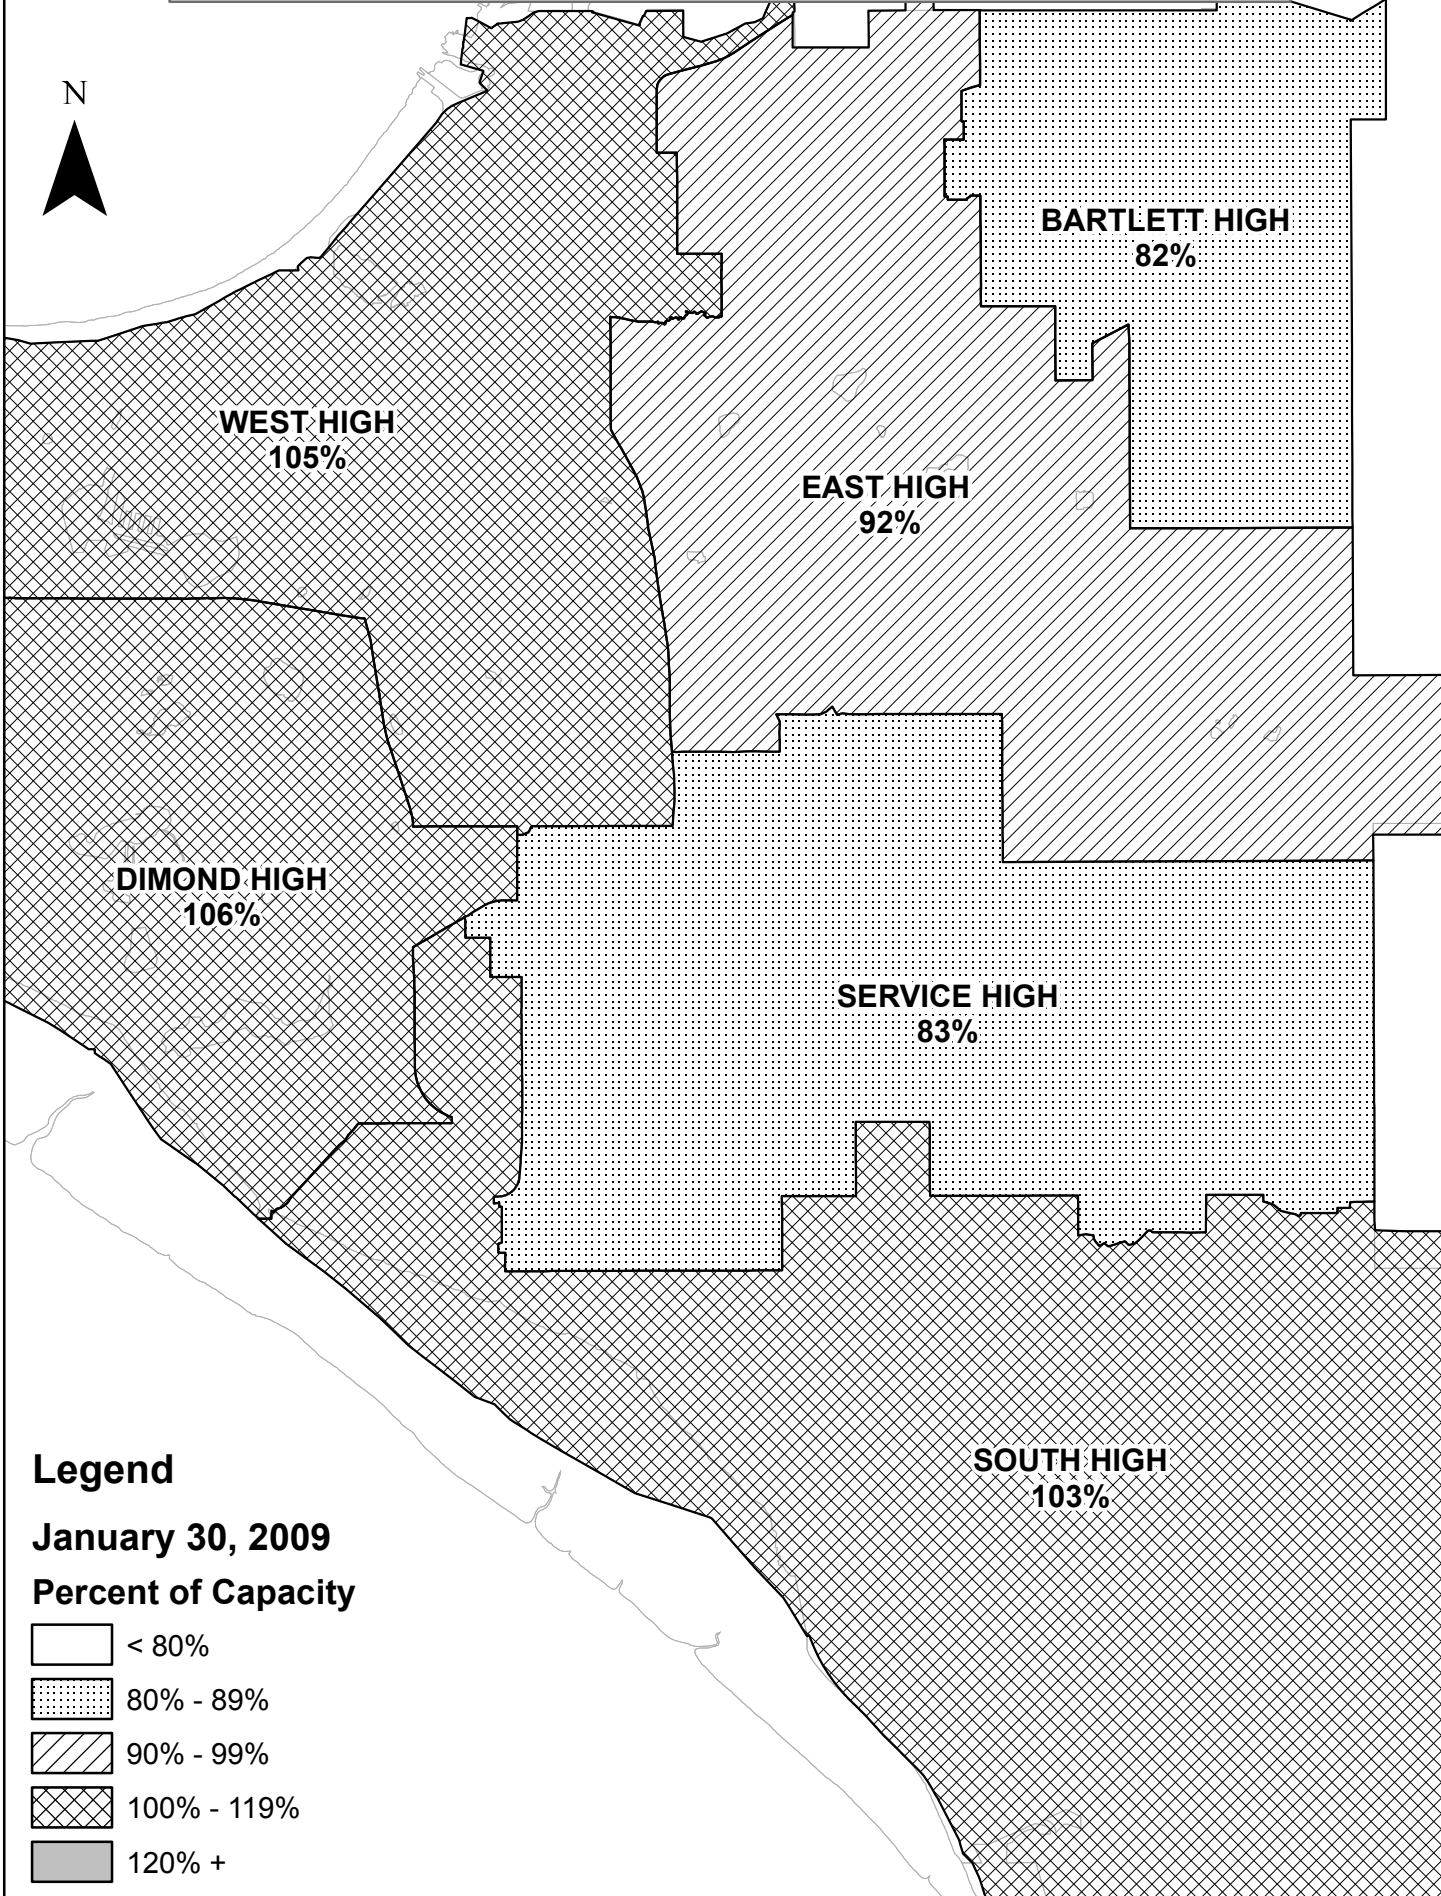 N
BARTLETT HIGH
82%
WEST HIGH
105%
EAST HIGH
92%
DIMOND HIGH
106%
SERVICE HIGH
83%
SOUTH HIGH
103%
Legend
January 30, 2009
Percent of Capacity
< 80%
80% - 89%
90% - 99%
100% - 119%
120% +